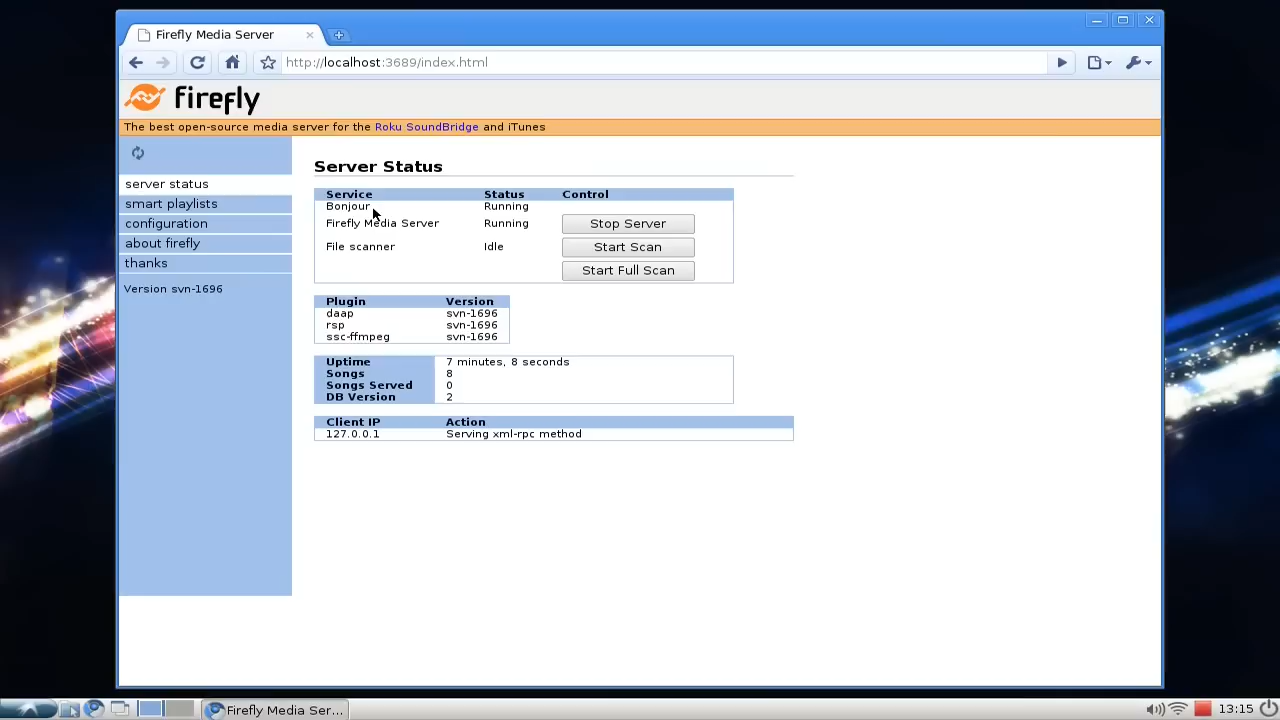 Firefly Media Server
http://localhost:3689/index.html
firefly
The best open-source media server for the Roku SoundBridge and iTunes
server status
smart playlists
configuration
about firefly
thanks
Version svn-1696
Server Status
Service Status Control
Bonjour Running
Firefly Media Server Running Stop Server
File scanner Idle Start Scan
Start Full Scan
Plugin Version
daap svn-1696
rsp svn-1696
ssc-ffmpeg svn-1696
Uptime 7 minutes, 8 seconds
Songs 8
Songs Served 0
DB Version 2
Client IP Action
127.0.0.1 Serving xml-rpc method
Firefly Media Ser...
13:15